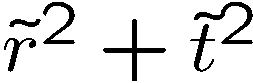 r̃² + t̃²